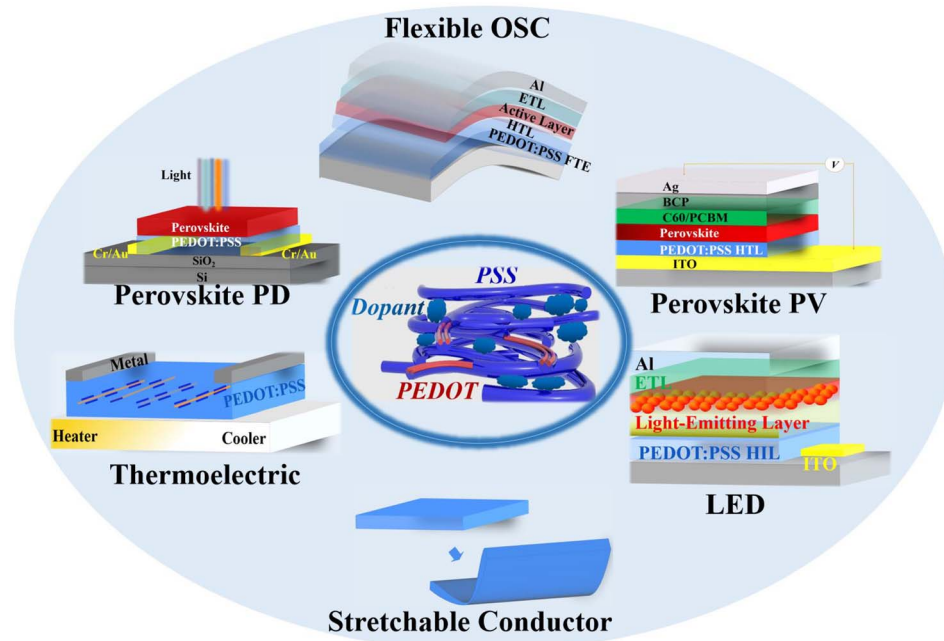 Flexible OSC
Al
ETL
Active Layer
HTL
PEDOT:PSS FTE
Light
Perovskite
PEDOT:PSS
Cr/Au
Cr/Au
SiO₂
Si
Perovskite PD
V
Ag
BCP
C60/PCBM
Perovskite
PEDOT:PSS HTL
ITO
Perovskite PV
PSS
Dopant
PEDOT
Metal
PEDOT:PSS
Heater
Cooler
Thermoelectric
Al
ETL
Light-Emitting Layer
PEDOT:PSS HIL
ITO
LED
Stretchable Conductor